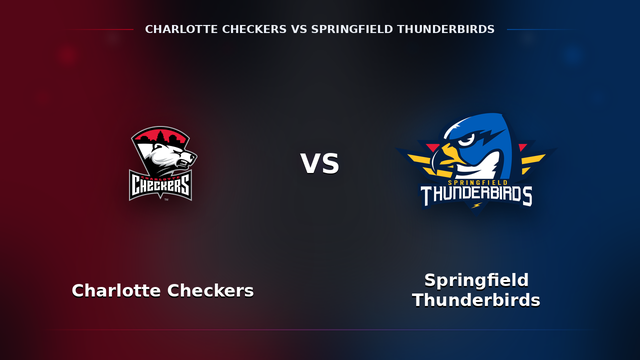 CHARLOTTE CHECKERS VS SPRINGFIELD THUNDERBIRDS
VS
CHECKERS
SPRINGFIELD
THUNDERBIRDS
Charlotte Checkers
Springfield
Thunderbirds